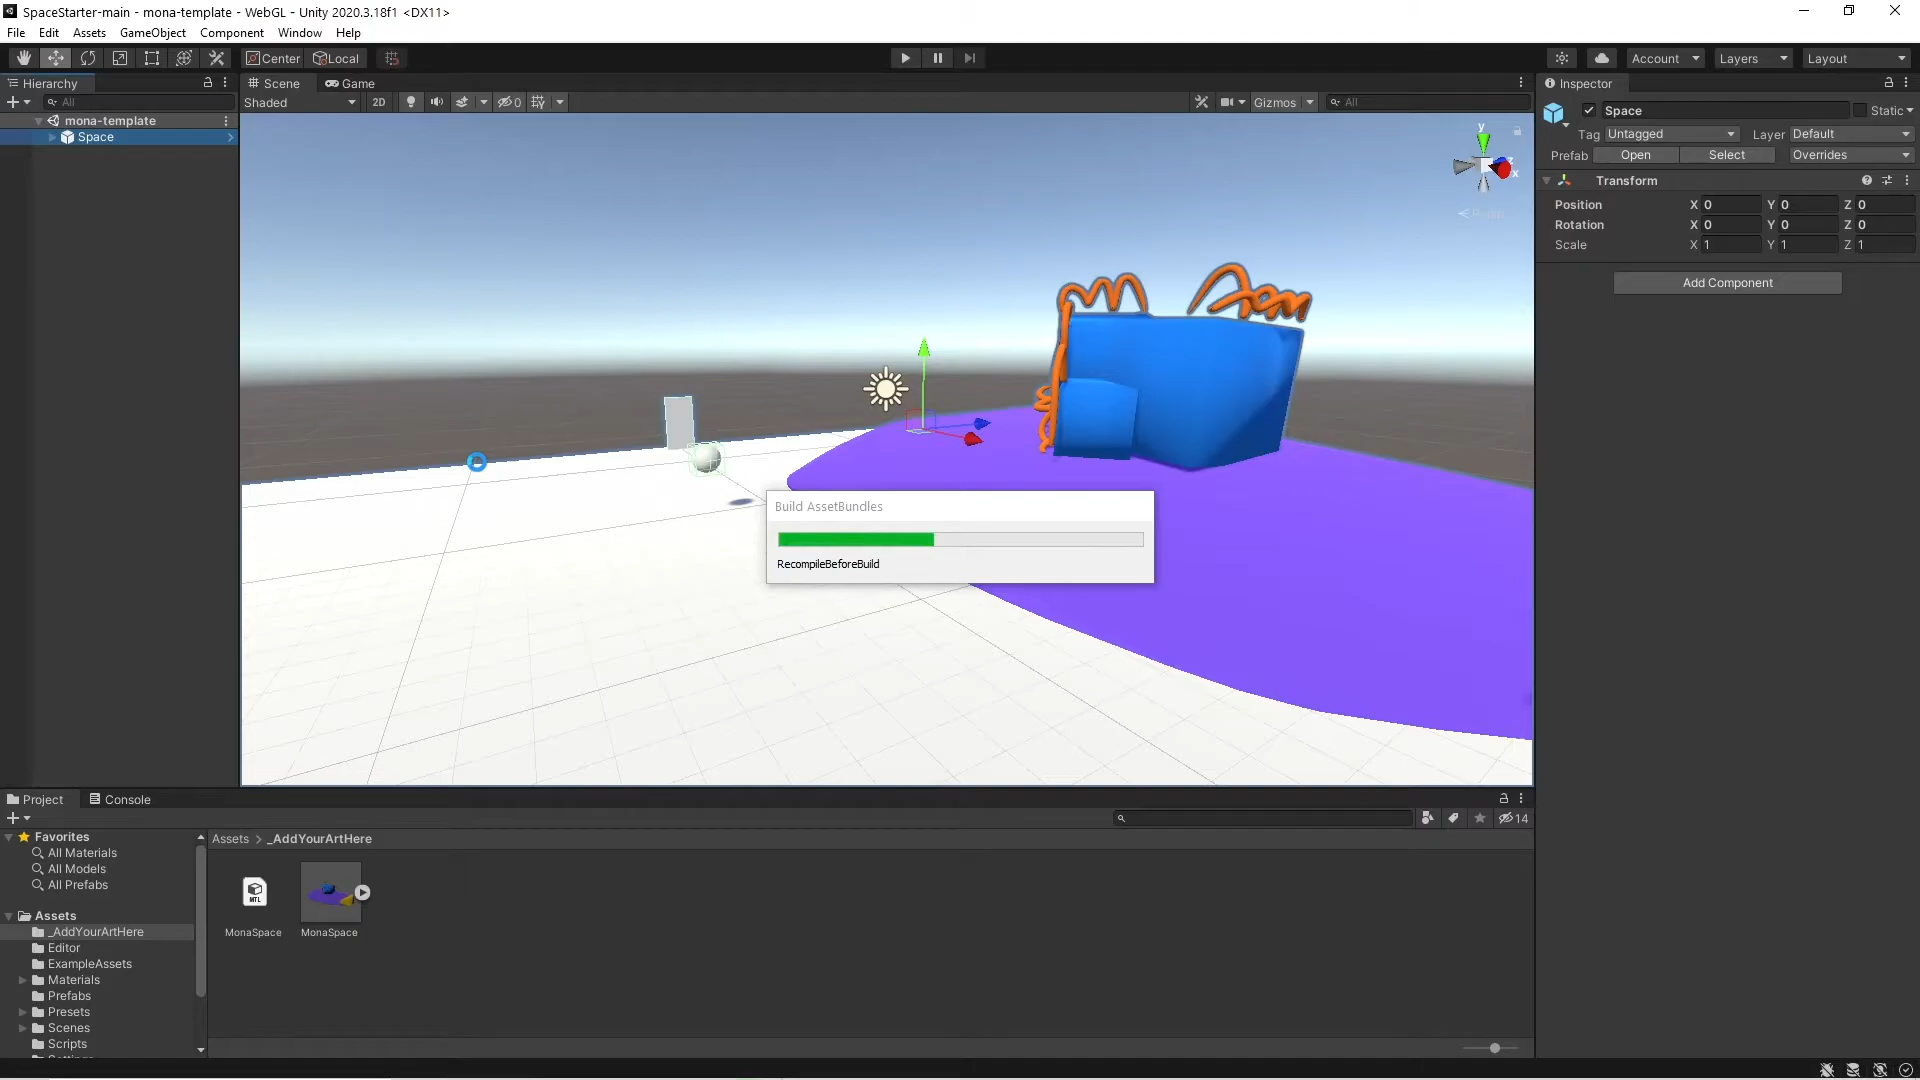 SpaceStarter-main - mona-template - WebGL - Unity 2020.3.18f1 <DX11>
File Edit Assets GameObject Component Window Help
Center Local Account Layers Layout
Hierarchy
All
mona-template
Space
Scene Game
Shaded 2D 0 Gizmos All
y
x
Build AssetBundles
RecompileBeforeBuild
Inspector
Space Static
Tag Untagged Layer Default
Prefab Open Select Overrides
Transform
Position X 0 Y 0 Z 0
Rotation X 0 Y 0 Z 0
Scale X 1 Y 1 Z 1
Add Component
Project Console
14
Favorites
All Materials
All Models
All Prefabs
Assets
_AddYourArtHere
Editor
ExampleAssets
Materials
Prefabs
Presets
Scenes
Scripts
Assets > _AddYourArtHere
MTL
MonaSpace MonaSpace